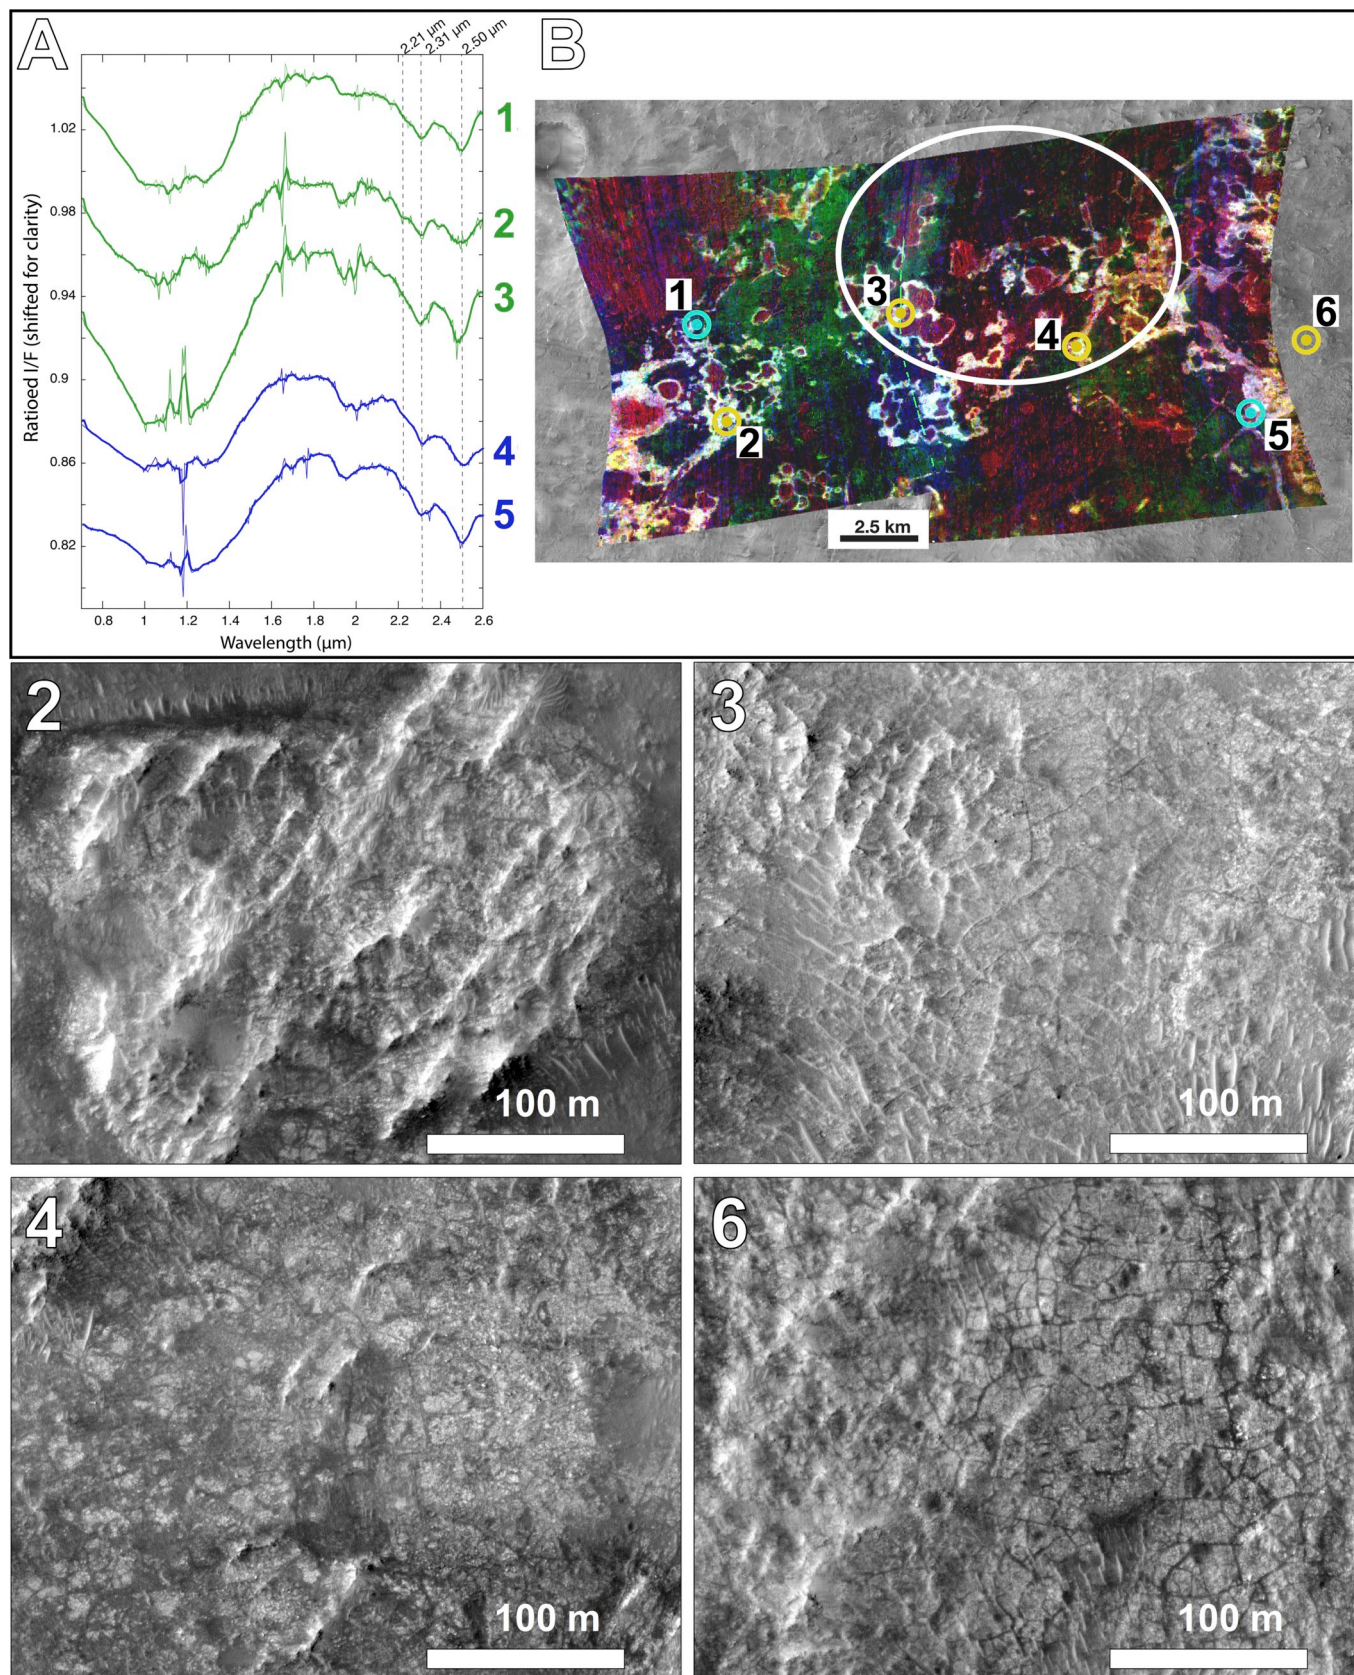 A
2.21 µm
2.31 µm
2.50 µm
Ratioed I/F (shifted for clarity)
1.02
0.98
0.94
0.9
0.86
0.82
1
2
3
4
5
0.8
1
1.2
1.4
1.6
1.8
2
2.2
2.4
2.6
Wavelength (µm)
B
1
2
3
4
5
6
2.5 km
2
100 m
3
100 m
4
100 m
6
100 m